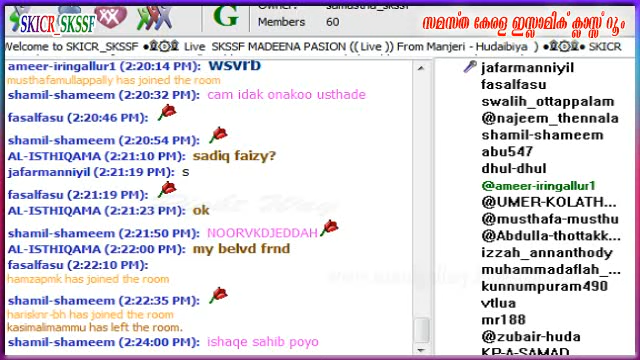 SKICR_SKSSF
Owner: samastha_skssf
Members 60
സമസ്ത കേരള ഇസ്ലാമിക് ക്ലാസ്സ് റൂം
Welcome to SKICR_SKSSF Live SKSSF MADEENA PASION (( Live )) From Manjeri - Hudaibiyya ) SKICR
ameer-iringallur1 (2:20:14 PM): wsvrb
musthafamullappally has joined the room
shamil-shameem (2:20:32 PM): cam idak onakoo usthade
fasalfasu (2:20:46 PM):
shamil-shameem (2:20:54 PM):
AL-ISTHIQAMA (2:21:10 PM): sadiq faizy?
jafarmanniyil (2:21:19 PM): s
fasalfasu (2:21:19 PM):
AL-ISTHIQAMA (2:21:23 PM): ok
shamil-shameem (2:21:50 PM): NOORVKDJEDDAH
AL-ISTHIQAMA (2:22:00 PM): my belvd frnd
fasalfasu (2:22:10 PM):
hamzapmk has joined the room
shamil-shameem (2:22:35 PM):
harisknr-bh has joined the room
kasimalimammu has left the room.
shamil-shameem (2:24:00 PM): ishaqe sahib poyo
jafarmanniyil
fasalfasu
swalih_ottappalam
@najeem_thennala
shamil-shameem
abu547
dhul-dhul
@ameer-iringallur1
@UMER-KOLATH...
@musthafa-musthu
@Abdulla-thottakk...
izzah_annanthody
muhammadaflah_...
kunnumpuram490
vtlua
mr188
@zubair-huda
KP-A-SAMAD